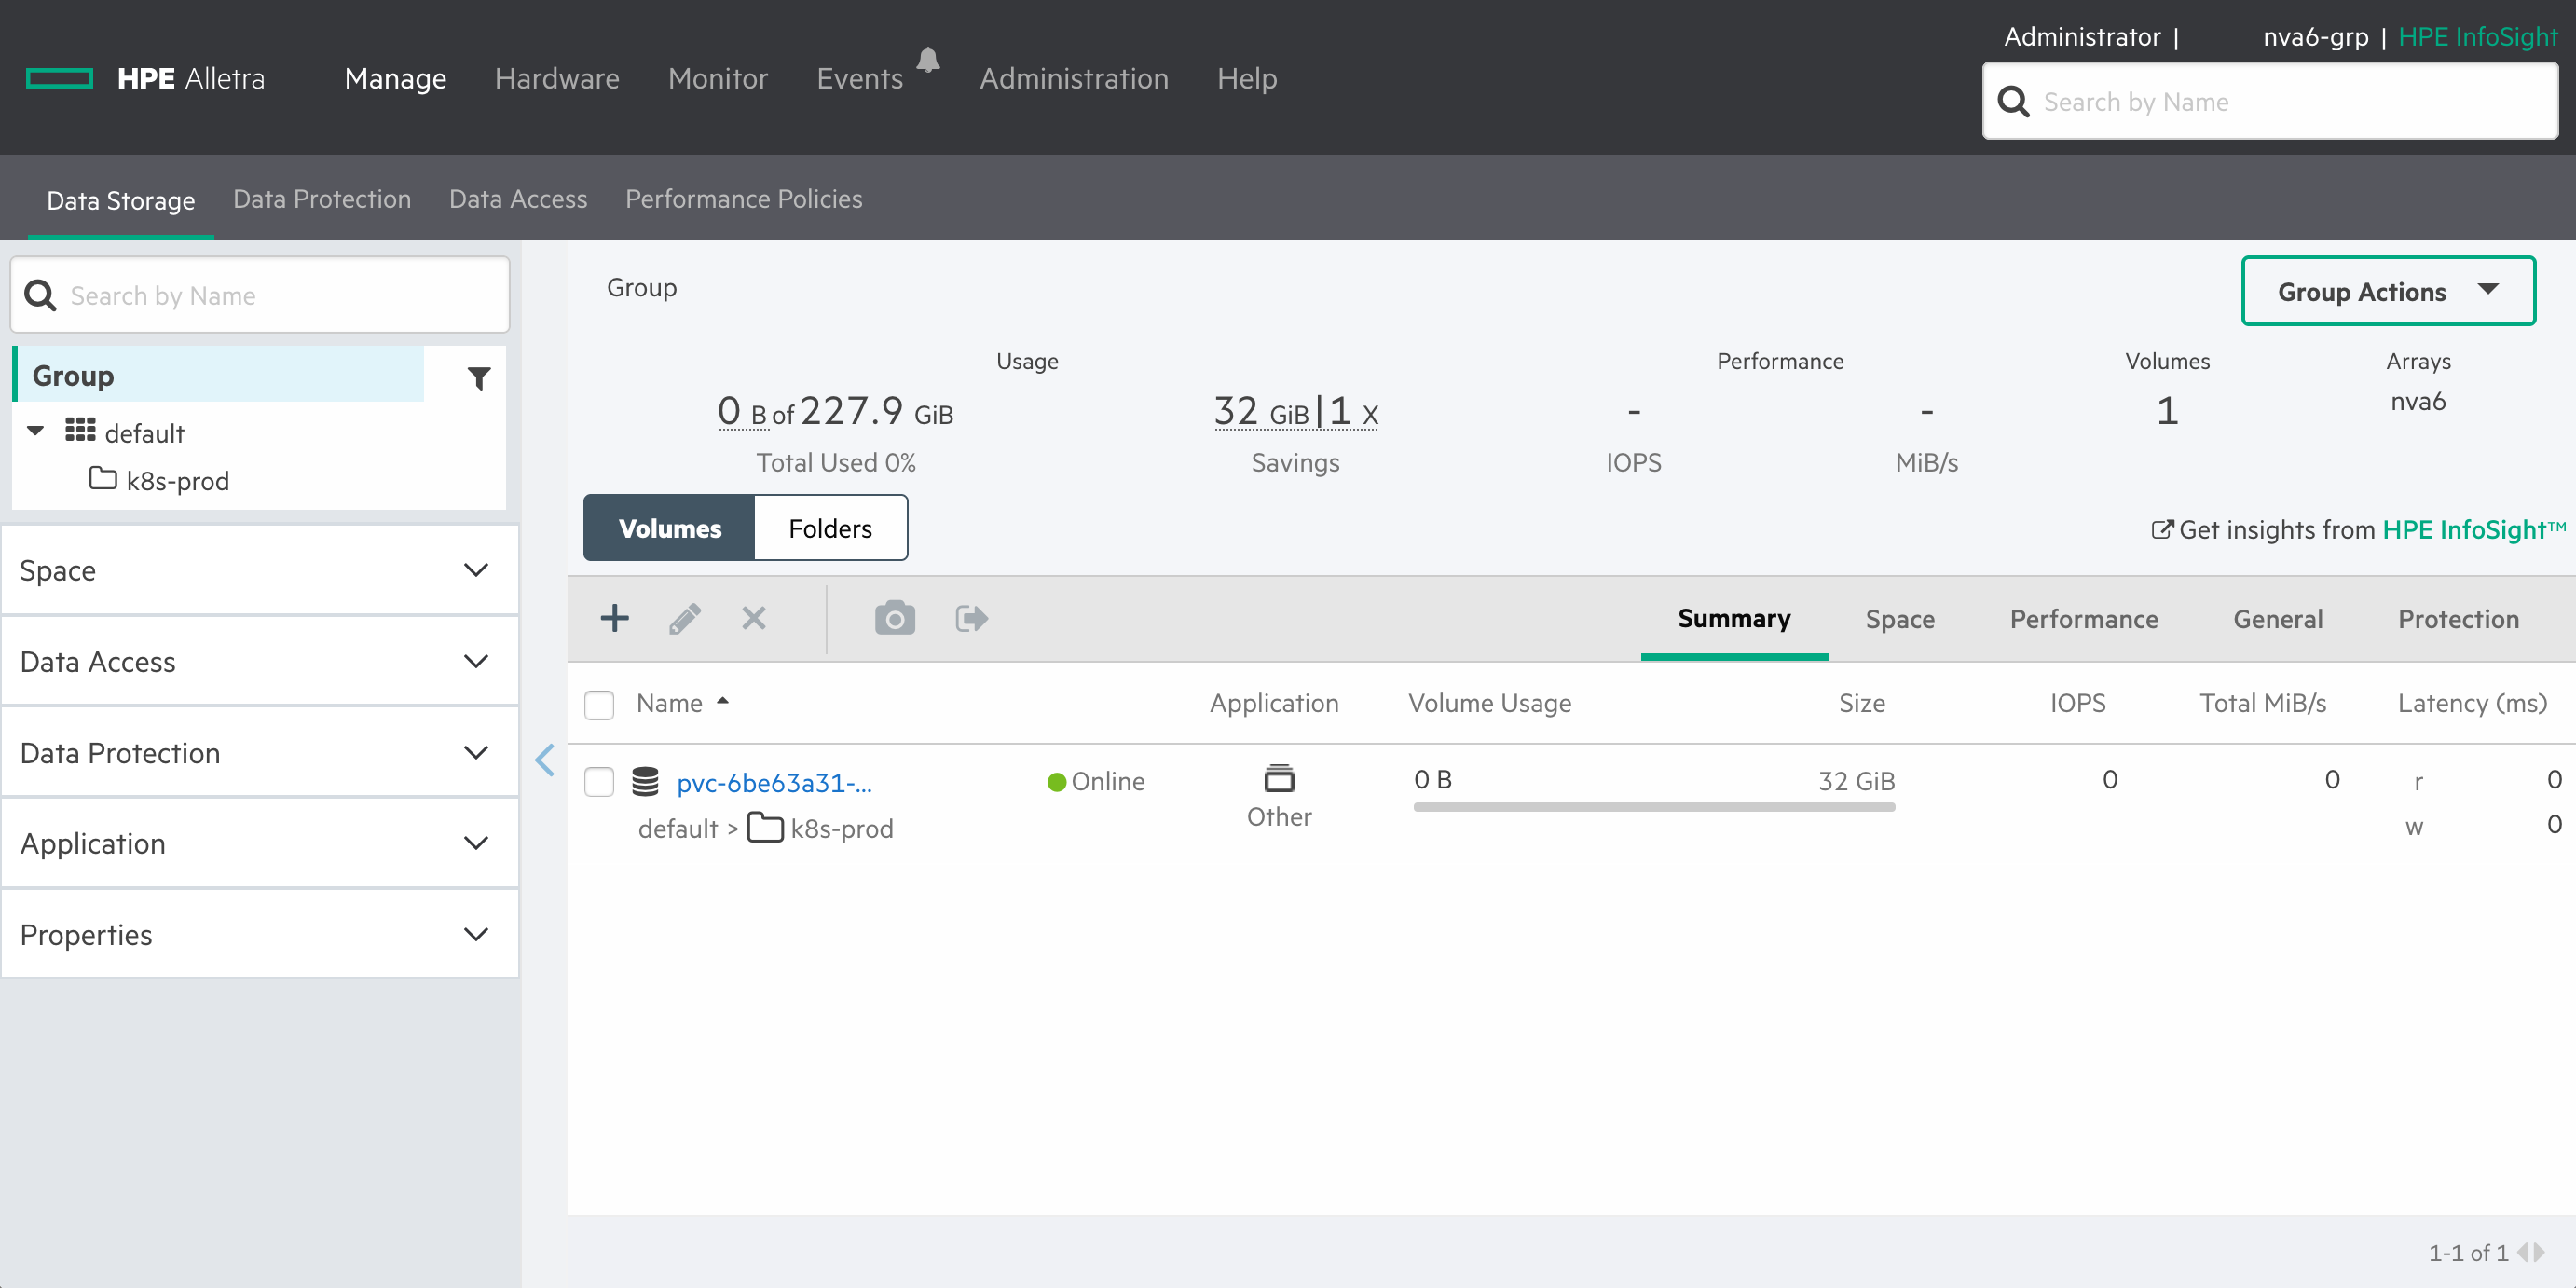 HPE Alletra Manage Hardware Monitor Events Administration Help
Administrator | nva6-grp | HPE InfoSight
Search by Name
Data Storage Data Protection Data Access Performance Policies
Search by Name
Group
default
k8s-prod
Space
Data Access
Data Protection
Application
Properties
Group
Group Actions
Usage Performance Volumes Arrays
0 B of 227.9 GiB 32 GiB|1 X - - 1 nva6
Total Used 0% Savings IOPS MiB/s
Volumes Folders
Get insights from HPE InfoSight™
Summary Space Performance General Protection
Name Application Volume Usage Size IOPS Total MiB/s Latency (ms)
pvc-6be63a31-... Online 0 B 32 GiB 0 0 r 0
default > k8s-prod Other w 0
1-1 of 1